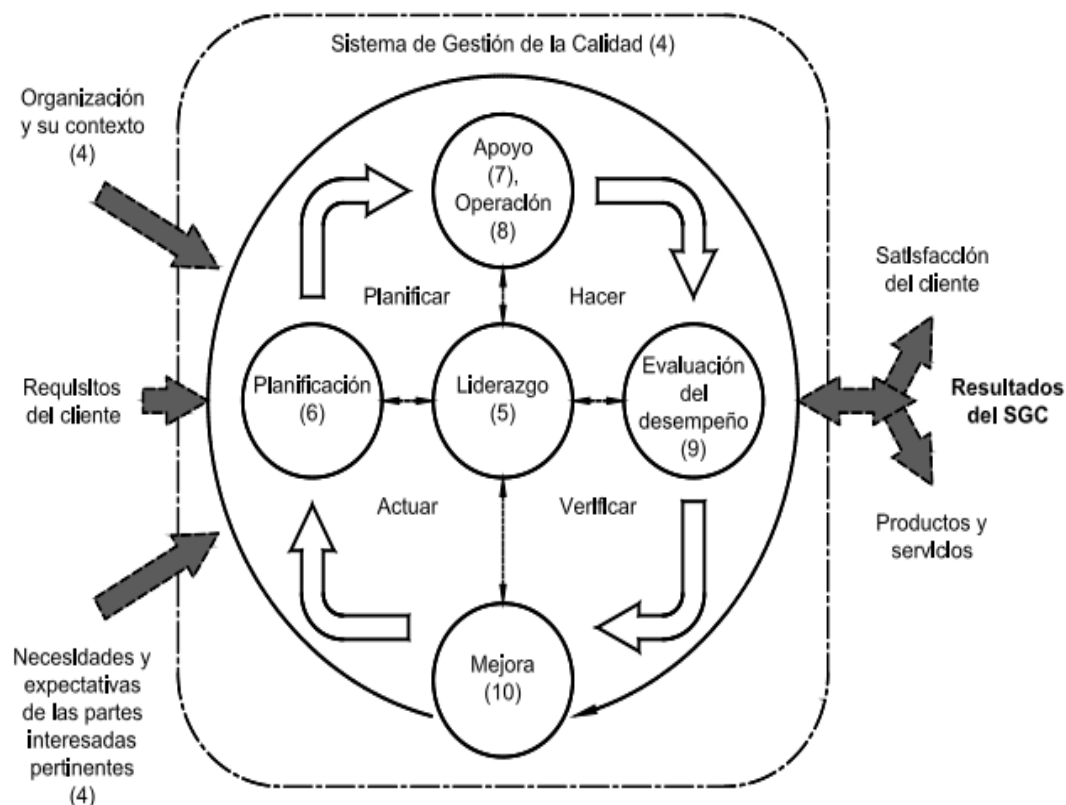 Sistema de Gestión de la Calidad (4)
Organización
y su contexto
(4)
Requisitos
del cliente
Necesidades y
expectativas
de las partes
interesadas
pertinentes
(4)
Apoyo
(7),
Operación
(8)
Planificar
Hacer
Planificación
(6)
Liderazgo
(5)
Evaluación
del
desempeño
(9)
Actuar
Verificar
Mejora
(10)
Satisfacción
del cliente
Resultados
del SGC
Productos y
servicios